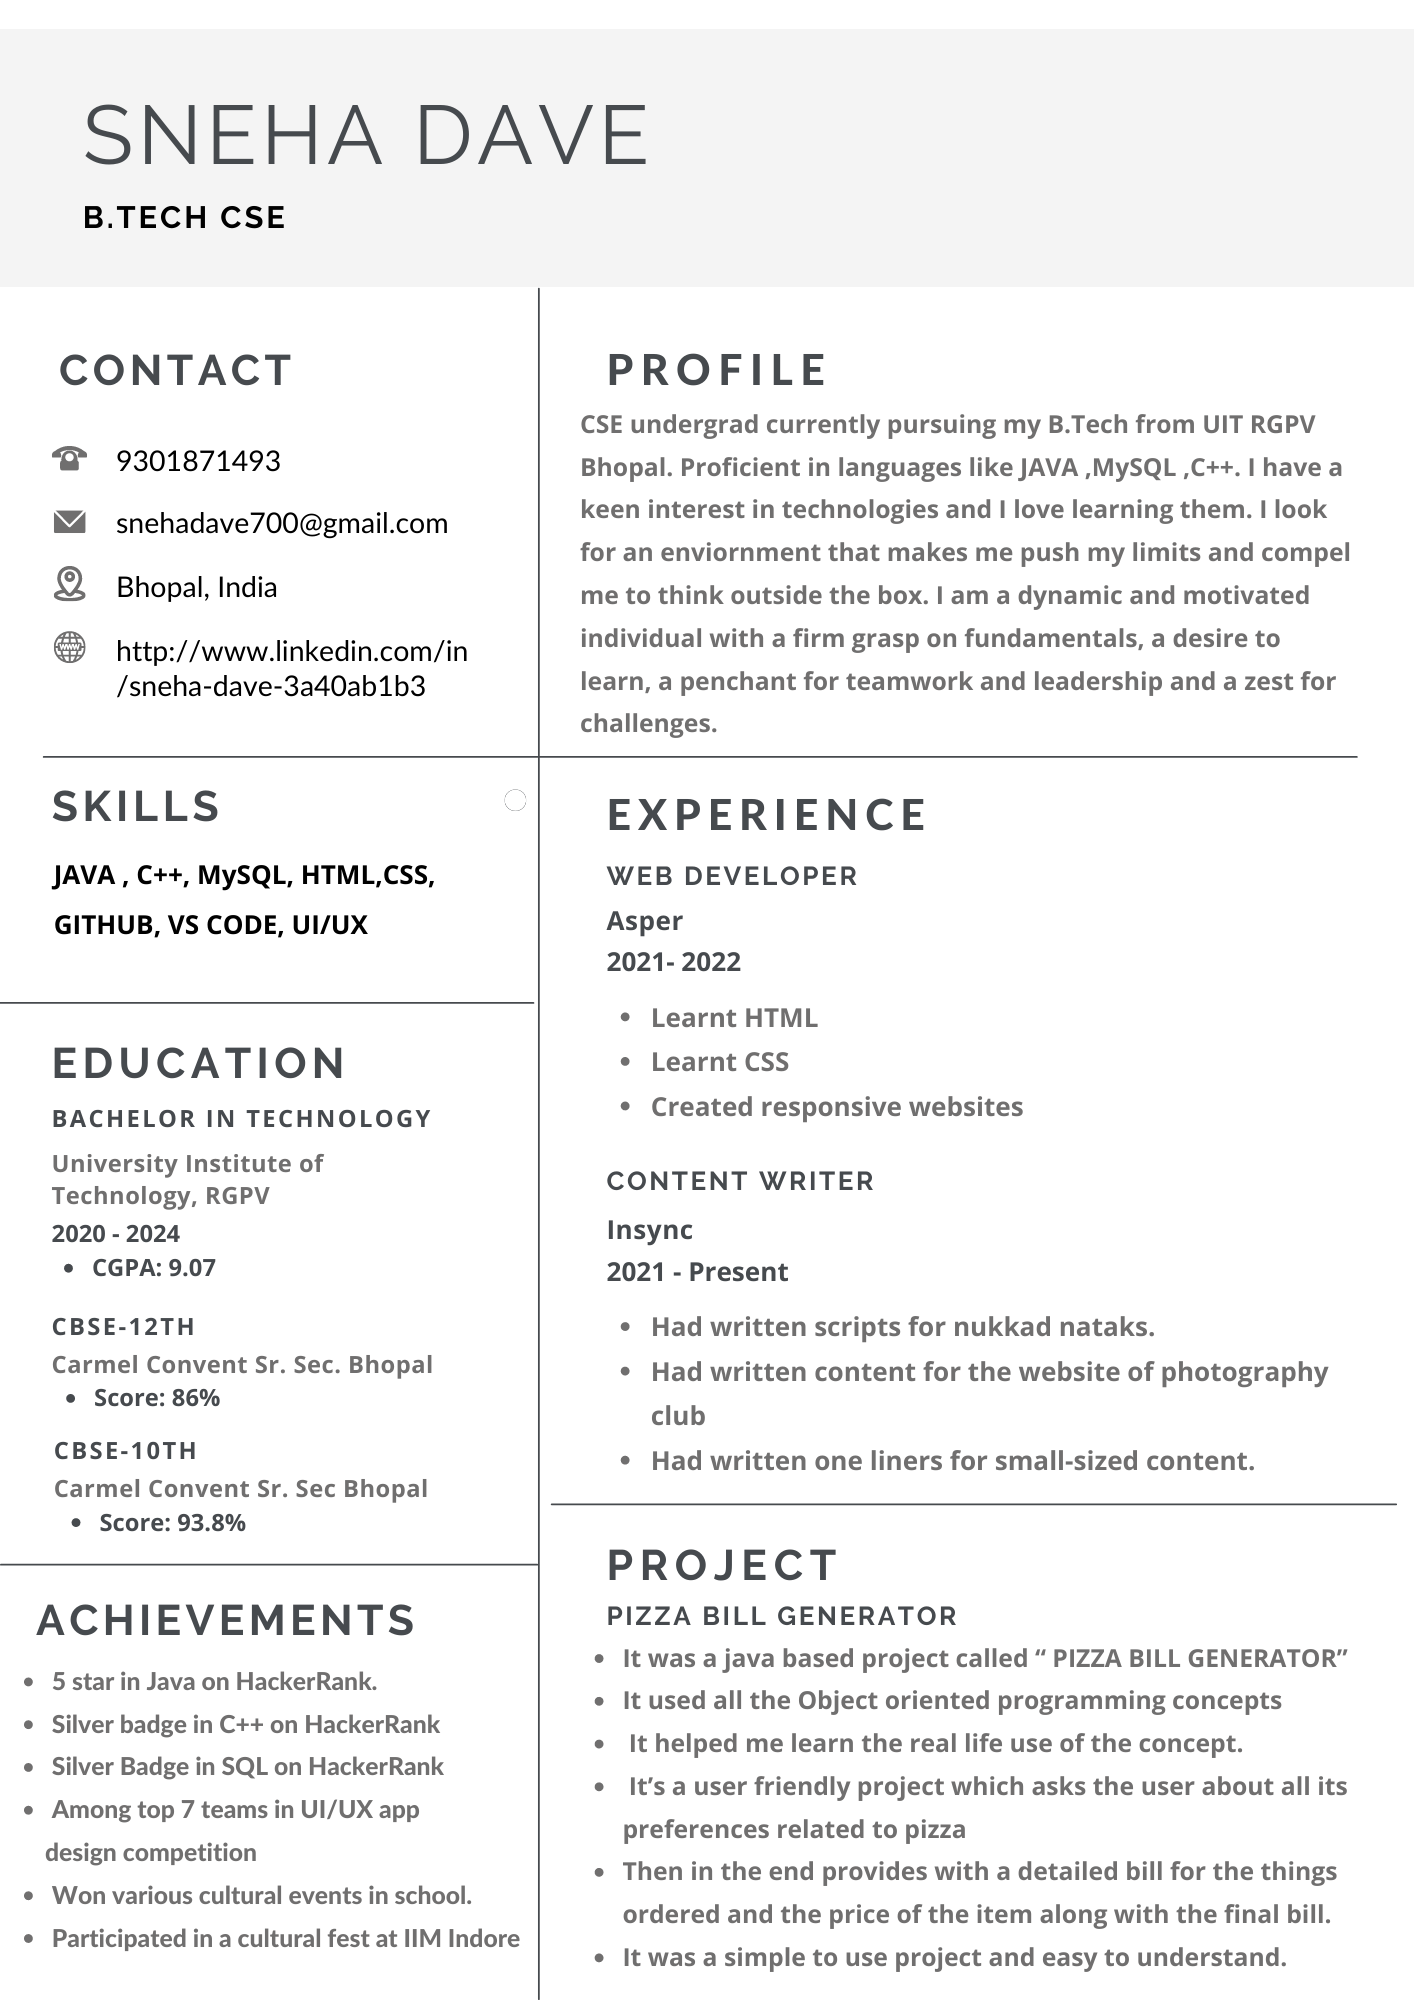 SNEHA DAVE
B.TECH CSE
CONTACT
9301871493
snehadave700@gmail.com
Bhopal, India
http://www.linkedin.com/in
/sneha-dave-3a40ab1b3
PROFILE
CSE undergrad currently pursuing my B.Tech from UIT RGPV
Bhopal. Proficient in languages like JAVA ,MySQL ,C++. I have a
keen interest in technologies and I love learning them. I look
for an enviornment that makes me push my limits and compel
me to think outside the box. I am a dynamic and motivated
individual with a firm grasp on fundamentals, a desire to
learn, a penchant for teamwork and leadership and a zest for
challenges.
SKILLS
JAVA , C++, MySQL, HTML,CSS,
GITHUB, VS CODE, UI/UX
EDUCATION
BACHELOR IN TECHNOLOGY
University Institute of
Technology, RGPV
2020 - 2024
• CGPA: 9.07
CBSE-12TH
Carmel Convent Sr. Sec. Bhopal
• Score: 86%
CBSE-10TH
Carmel Convent Sr. Sec Bhopal
• Score: 93.8%
ACHIEVEMENTS
• 5 star in Java on HackerRank.
• Silver badge in C++ on HackerRank
• Silver Badge in SQL on HackerRank
• Among top 7 teams in UI/UX app
design competition
• Won various cultural events in school.
• Participated in a cultural fest at IIM Indore
EXPERIENCE
WEB DEVELOPER
Asper
2021- 2022
• Learnt HTML
• Learnt CSS
• Created responsive websites
CONTENT WRITER
Insync
2021 - Present
• Had written scripts for nukkad nataks.
• Had written content for the website of photography
club
• Had written one liners for small-sized content.
PROJECT
PIZZA BILL GENERATOR
• It was a java based project called “ PIZZA BILL GENERATOR”
• It used all the Object oriented programming concepts
• It helped me learn the real life use of the concept.
• It’s a user friendly project which asks the user about all its
preferences related to pizza
• Then in the end provides with a detailed bill for the things
ordered and the price of the item along with the final bill.
• It was a simple to use project and easy to understand.